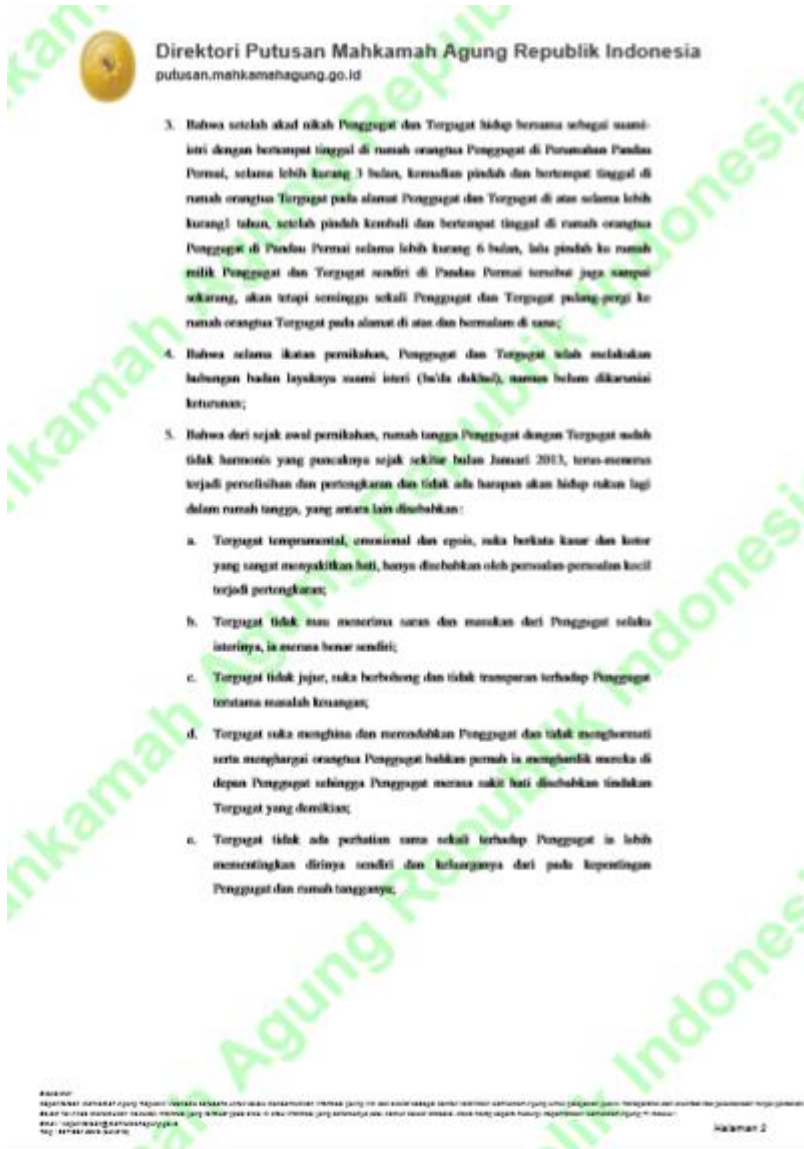 Direktori Putusan Mahkamah Agung Republik Indonesia
putusan.mahkamahagung.go.id
3. Bahwa setelah akad nikah Penggugat dan Tergugat hidup bersama sebagai suami-
istri dengan bertempat tinggal di rumah orangtua Penggugat di Perumahan Pandau
Permai, selama lebih kurang 3 bulan, kemudian pindah dan bertempat tinggal di
rumah orangtua Tergugat pada alamat Penggugat dan Tergugat di atas selama lebih
kurang1 tahun, setelah pindah kembali dan bertempat tinggal di rumah orangtua
Penggugat di Pandau Permai selama lebih kurang 6 bulan, lalu pindah ke rumah
milik Penggugat dan Tergugat sendiri di Pandau Permai tersebut juga sampai
sekarang, akan tetapi seminggu sekali Penggugat dan Tergugat pulang-pergi ke
rumah orangtua Tergugat pada alamat di atas dan bermalam di sana;
4. Bahwa selama ikatan pernikahan, Penggugat dan Tergugat telah melakukan
hubungan badan layaknya suami isteri (ba'da dukhul), namun belum dikaruniai
keturunan;
5. Bahwa dari sejak awal pernikahan, rumah tangga Penggugat dengan Tergugat sudah
tidak harmonis yang puncaknya sejak sekitar bulan Januari 2013, terus-menerus
terjadi perselisihan dan pertengkaran dan tidak ada harapan akan hidup rukun lagi
dalam rumah tangga, yang antara lain disebabkan :
a. Tergugat tempramental, emosional dan egois, suka berkata kasar dan kotor
yang sangat menyakitkan hati, hanya disebabkan oleh persoalan-persoalan kecil
terjadi pertengkaran;
b. Tergugat tidak mau menerima saran dan masukan dari Penggugat selaku
isterinya, ia merasa benar sendiri;
c. Tergugat tidak jujur, suka berbohong dan tidak transparan terhadap Penggugat
terutama masalah keuangan;
d. Tergugat suka menghina dan merendahkan Penggugat dan tidak menghormati
serta menghargai orangtua Penggugat bahkan pernah ia menghardik mereka di
depan Penggugat sehingga Penggugat merasa sakit hati disebabkan tindakan
Tergugat yang demikian;
e. Tergugat tidak ada perhatian sama sekali terhadap Penggugat ia lebih
mementingkan dirinya sendiri dan keluarganya dari pada kepentingan
Penggugat dan rumah tangganya;
Halaman 2